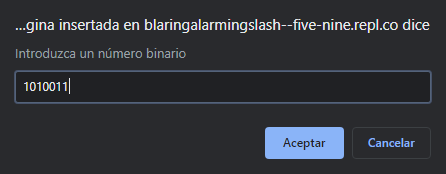 ...gina insertada en blaringalarmingslash--five-nine.repl.co dice
Introduzca un número binario
1010011
Aceptar
Cancelar